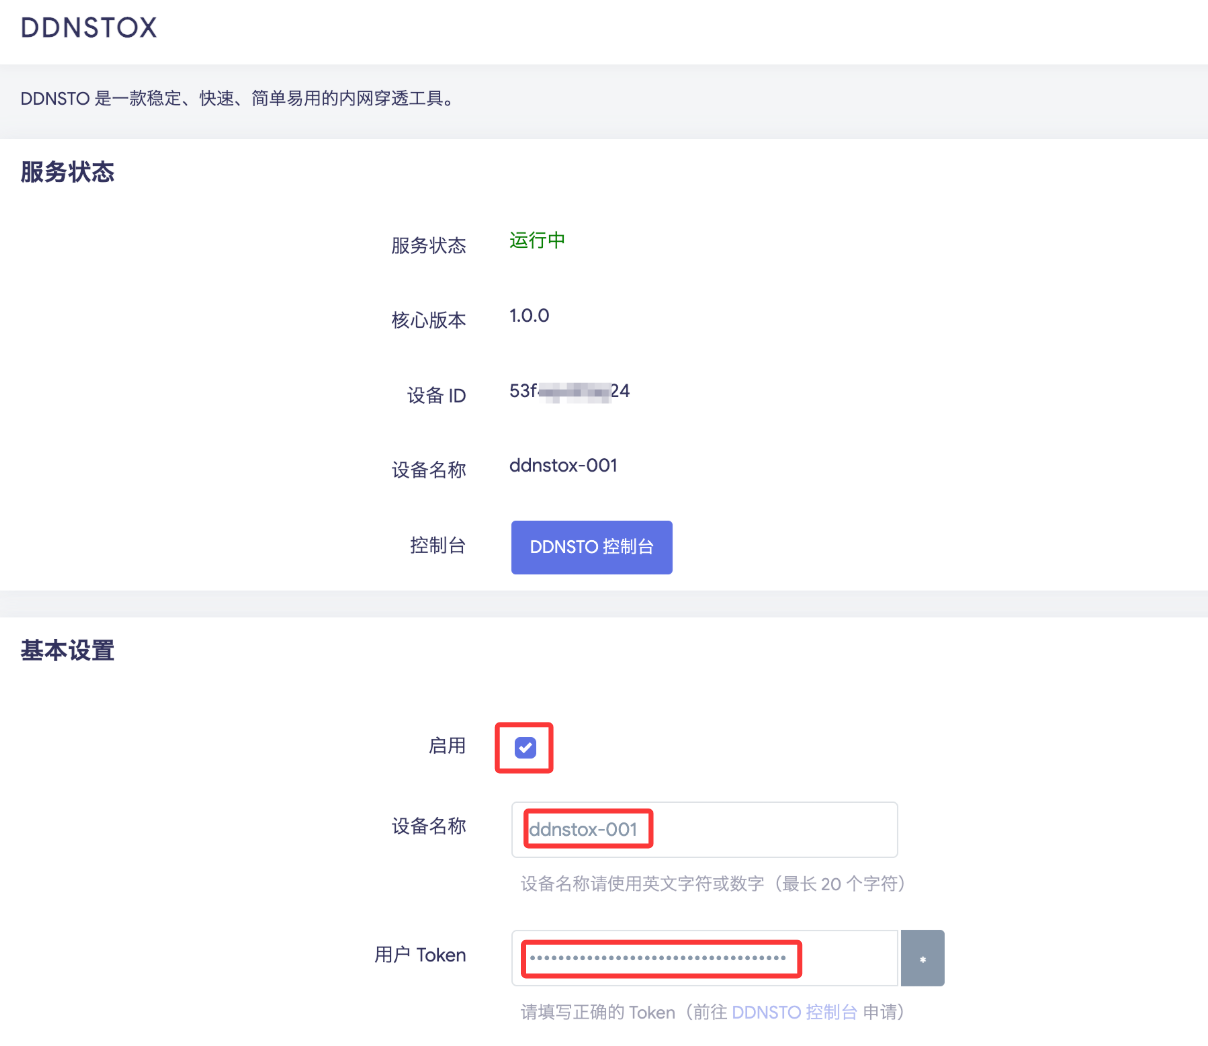 DDNSTOX
DDNSTO 是一款稳定、快速、简单易用的内网穿透工具。
服务状态
服务状态 运行中
核心版本 1.0.0
设备 ID 53f 24
设备名称 ddnstox-001
控制台 DDNSTO 控制台
基本设置
启用
设备名称 ddnstox-001
设备名称请使用英文字符或数字（最长 20 个字符）
用户 Token ••••••••••••••••••••••••••••••••••• *
请填写正确的 Token（前往 DDNSTO 控制台 申请）